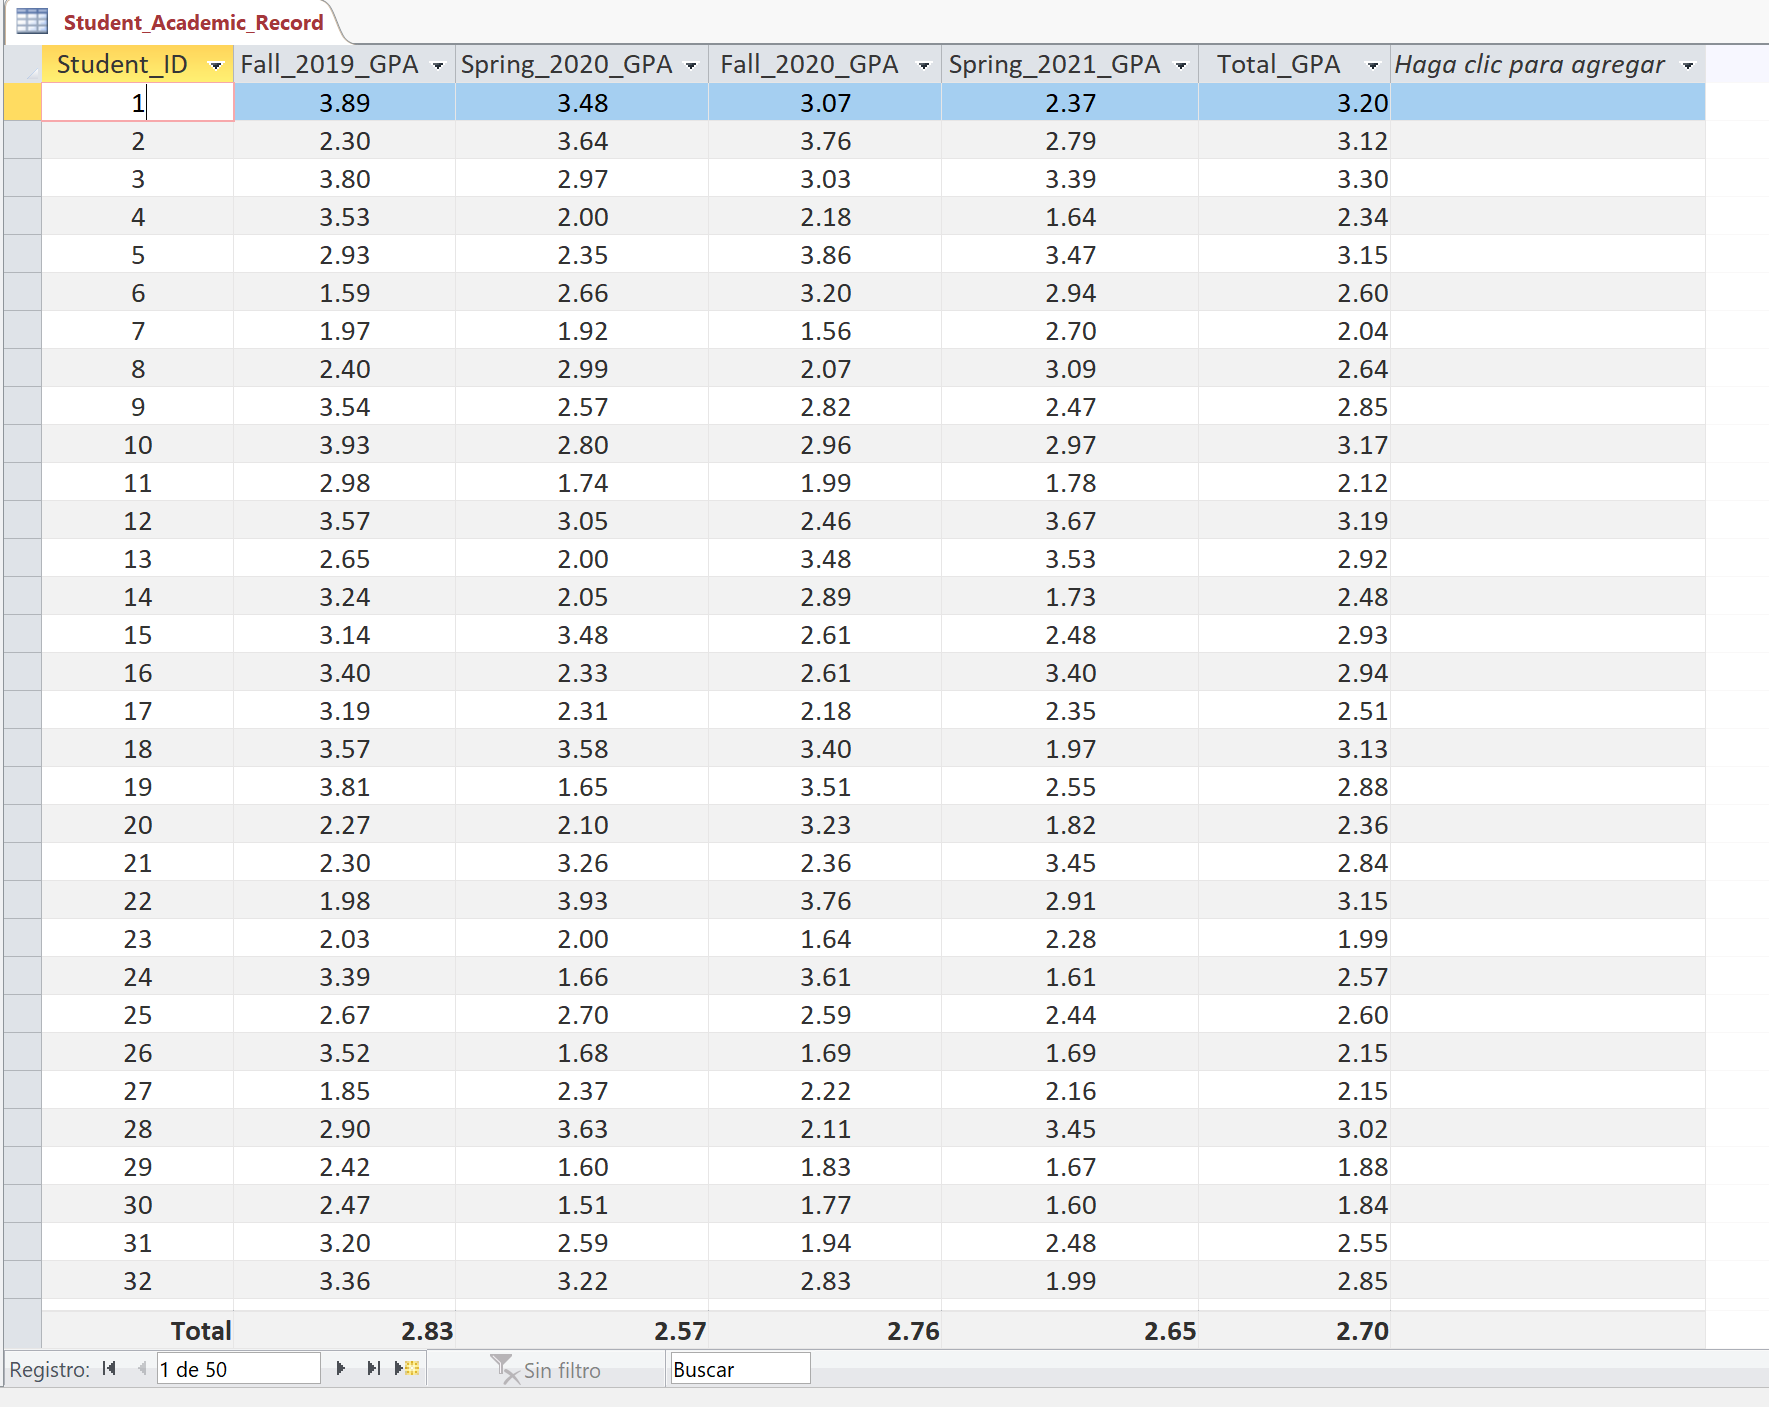 Student_Academic_Record
Student_ID Fall_2019_GPA Spring_2020_GPA Fall_2020_GPA Spring_2021_GPA Total_GPA Haga clic para agregar
1 3.89 3.48 3.07 2.37 3.20
2 2.30 3.64 3.76 2.79 3.12
3 3.80 2.97 3.03 3.39 3.30
4 3.53 2.00 2.18 1.64 2.34
5 2.93 2.35 3.86 3.47 3.15
6 1.59 2.66 3.20 2.94 2.60
7 1.97 1.92 1.56 2.70 2.04
8 2.40 2.99 2.07 3.09 2.64
9 3.54 2.57 2.82 2.47 2.85
10 3.93 2.80 2.96 2.97 3.17
11 2.98 1.74 1.99 1.78 2.12
12 3.57 3.05 2.46 3.67 3.19
13 2.65 2.00 3.48 3.53 2.92
14 3.24 2.05 2.89 1.73 2.48
15 3.14 3.48 2.61 2.48 2.93
16 3.40 2.33 2.61 3.40 2.94
17 3.19 2.31 2.18 2.35 2.51
18 3.57 3.58 3.40 1.97 3.13
19 3.81 1.65 3.51 2.55 2.88
20 2.27 2.10 3.23 1.82 2.36
21 2.30 3.26 2.36 3.45 2.84
22 1.98 3.93 3.76 2.91 3.15
23 2.03 2.00 1.64 2.28 1.99
24 3.39 1.66 3.61 1.61 2.57
25 2.67 2.70 2.59 2.44 2.60
26 3.52 1.68 1.69 1.69 2.15
27 1.85 2.37 2.22 2.16 2.15
28 2.90 3.63 2.11 3.45 3.02
29 2.42 1.60 1.83 1.67 1.88
30 2.47 1.51 1.77 1.60 1.84
31 3.20 2.59 1.94 2.48 2.55
32 3.36 3.22 2.83 1.99 2.85
Total 2.83 2.57 2.76 2.65 2.70
Registro: 1 de 50 Sin filtro Buscar